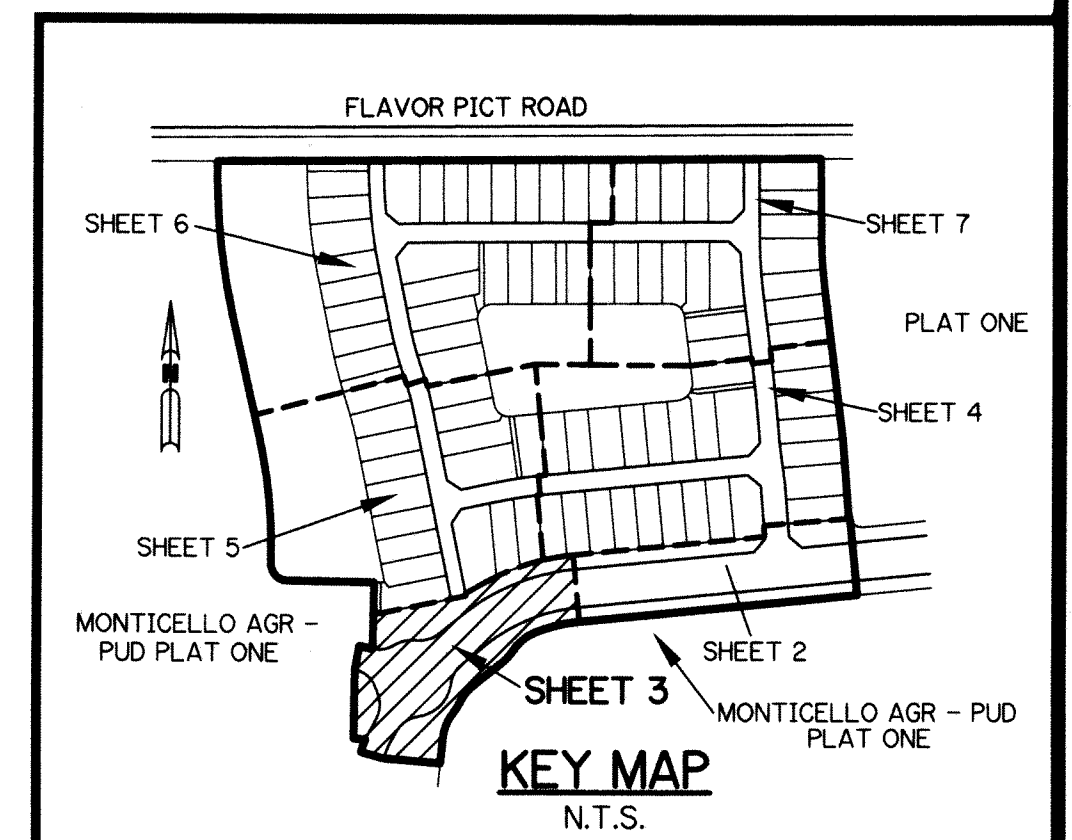 FLAVOR PICT ROAD
SHEET 6
SHEET 7
N
PLAT ONE
SHEET 4
SHEET 5
MONTICELLO AGR -
PUD PLAT ONE
SHEET 2
SHEET 3
MONTICELLO AGR - PUD
PLAT ONE
KEY MAP
N.T.S.